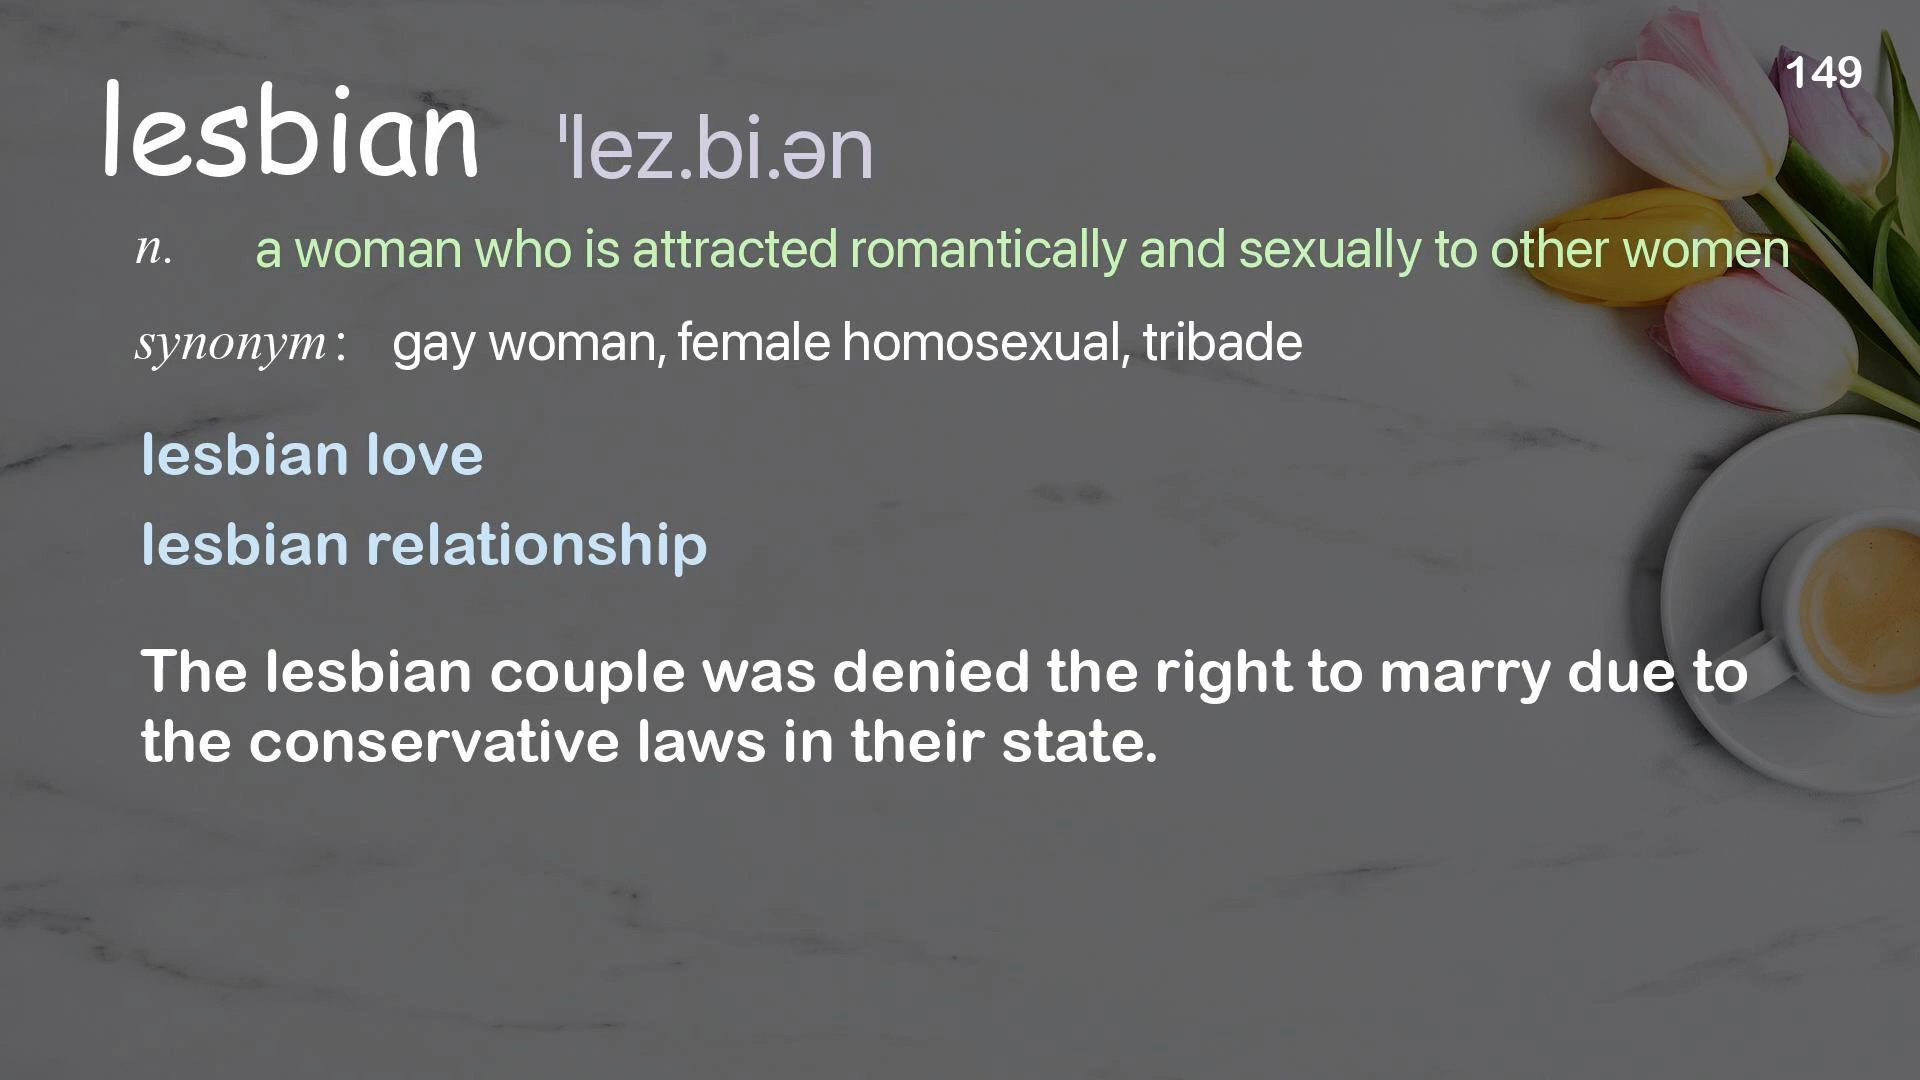 149
lesbian ˈlez.bi.ən
n. a woman who is attracted romantically and sexually to other women
synonym: gay woman, female homosexual, tribade
lesbian love
lesbian relationship
The lesbian couple was denied the right to marry due to
the conservative laws in their state.